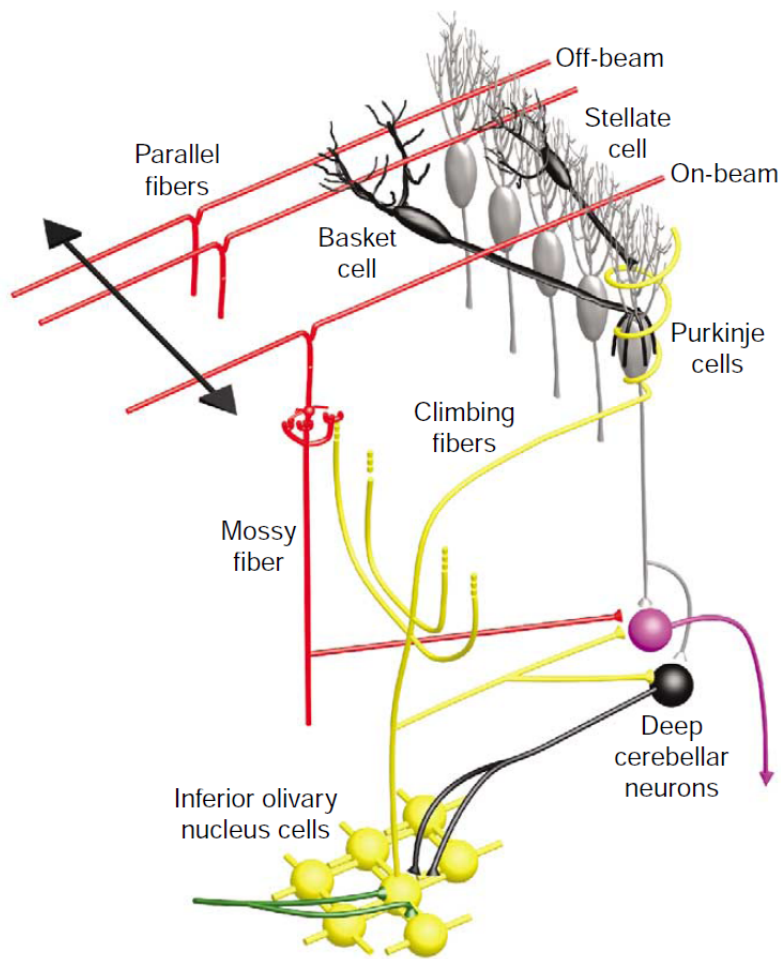 Off-beam
Stellate
cell
Parallel
fibers
On-beam
Basket
cell
Purkinje
cells
Climbing
fibers
Mossy
fiber
Deep
cerebellar
neurons
Inferior olivary
nucleus cells